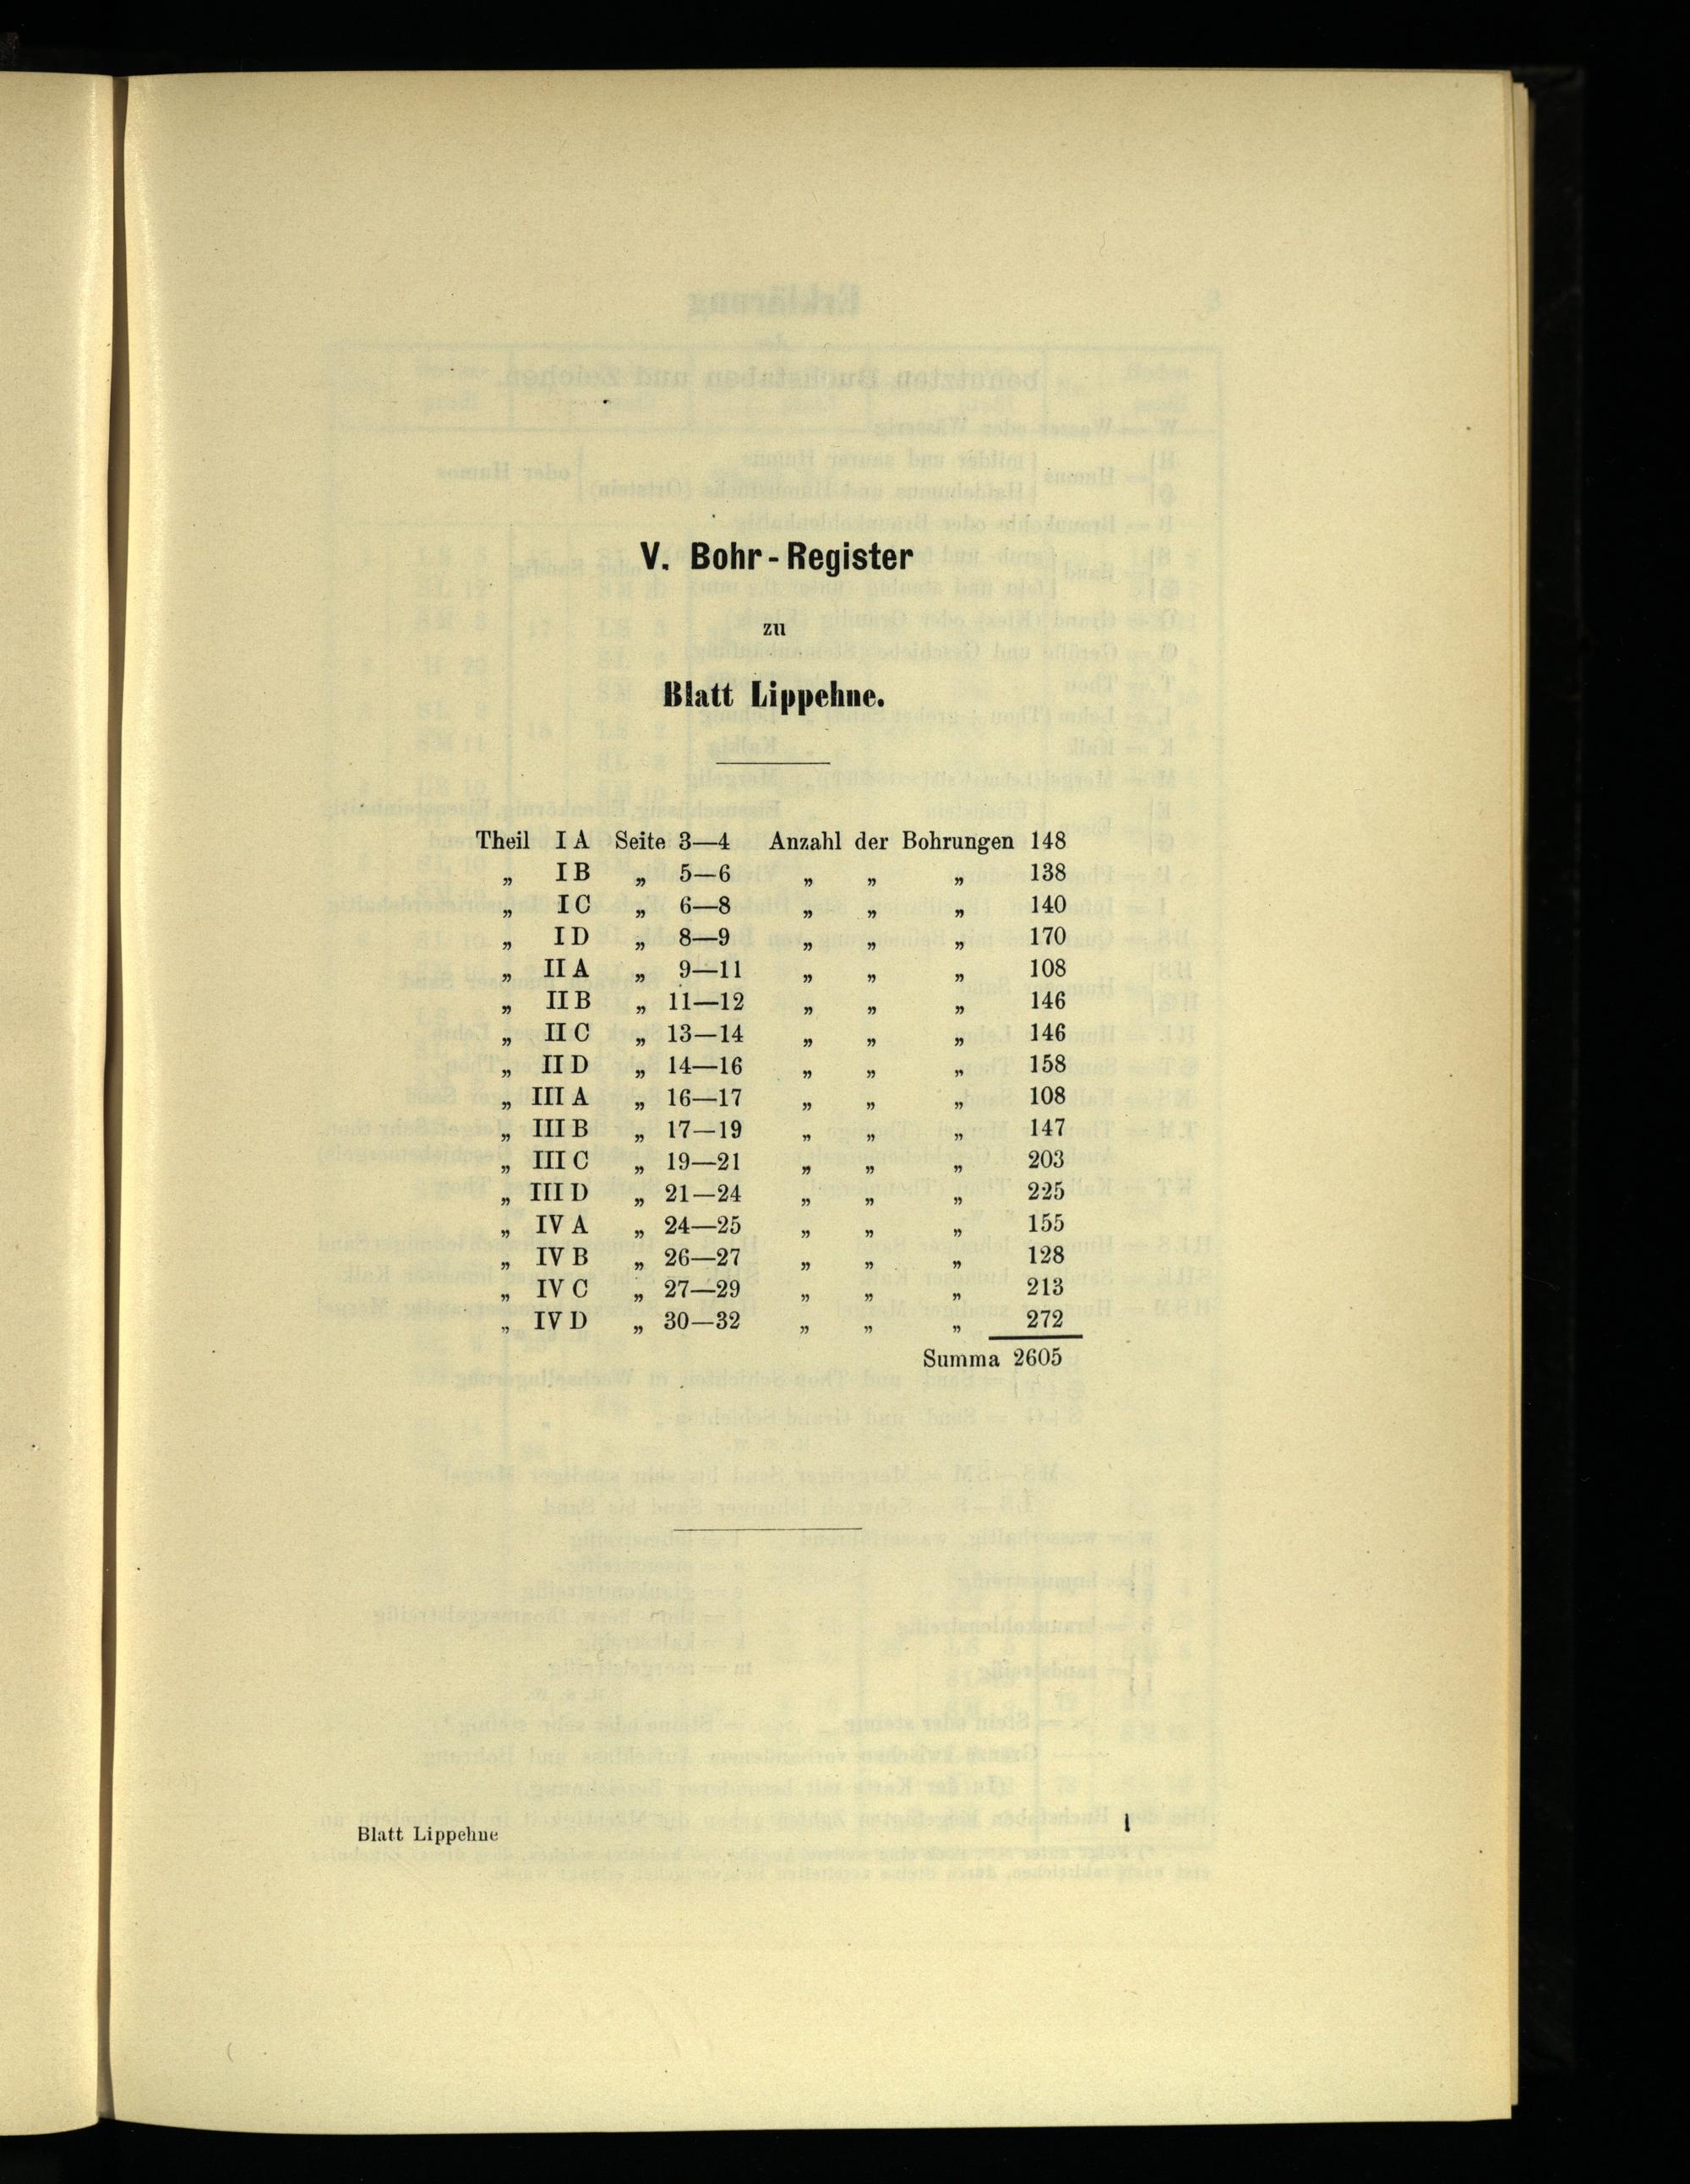 V. Bohr-Register
zu
Blatt Lippehne.
Theil I A Seite 3—4 Anzahl der Bohrungen 148
„ I B „ 5—6 „ „ „ 138
„ I C „ 6—8 „ „ „ 140
„ I D „ 8—9 „ „ „ 170
„ II A „ 9—11 „ „ „ 108
„ II B „ 11—12 „ „ „ 146
„ II C „ 13—14 „ „ „ 146
„ II D „ 14—16 „ „ „ 158
„ III A „ 16—17 „ „ „ 108
„ III B „ 17—19 „ „ „ 147
„ III C „ 19—21 „ „ „ 203
„ III D „ 21—24 „ „ „ 225
„ IV A „ 24—25 „ „ „ 155
„ IV B „ 26—27 „ „ „ 128
„ IV C „ 27—29 „ „ „ 213
„ IV D „ 30—32 „ „ „ 272
Summa 2605
Blatt Lippehne 1